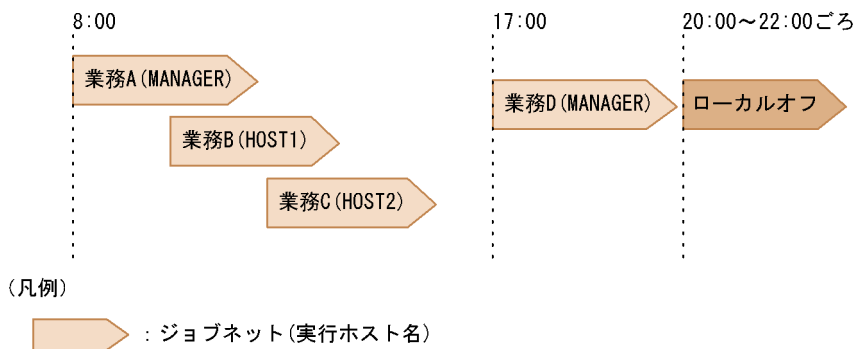 8:00 17:00 20:00～22:00ごろ
業務A(MANAGER) 業務D(MANAGER) ローカルオフ
業務B(HOST1)
業務C(HOST2)
(凡例)
：ジョブネット(実行ホスト名)